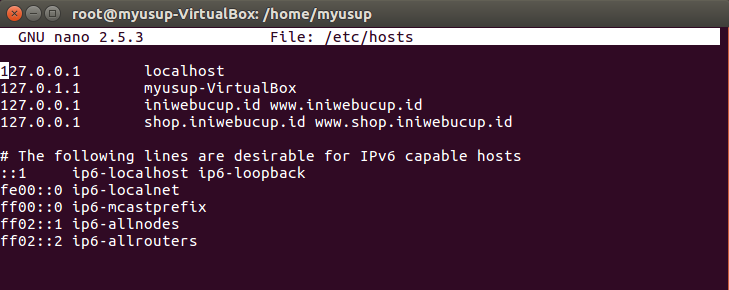 root@myusup-VirtualBox: /home/myusup
GNU nano 2.5.3 File: /etc/hosts
127.0.0.1 localhost
127.0.1.1 myusup-VirtualBox
127.0.0.1 iniwebucup.id www.iniwebucup.id
127.0.0.1 shop.iniwebucup.id www.shop.iniwebucup.id
# The following lines are desirable for IPv6 capable hosts
::1 ip6-localhost ip6-loopback
fe00::0 ip6-localnet
ff00::0 ip6-mcastprefix
ff02::1 ip6-allnodes
ff02::2 ip6-allrouters